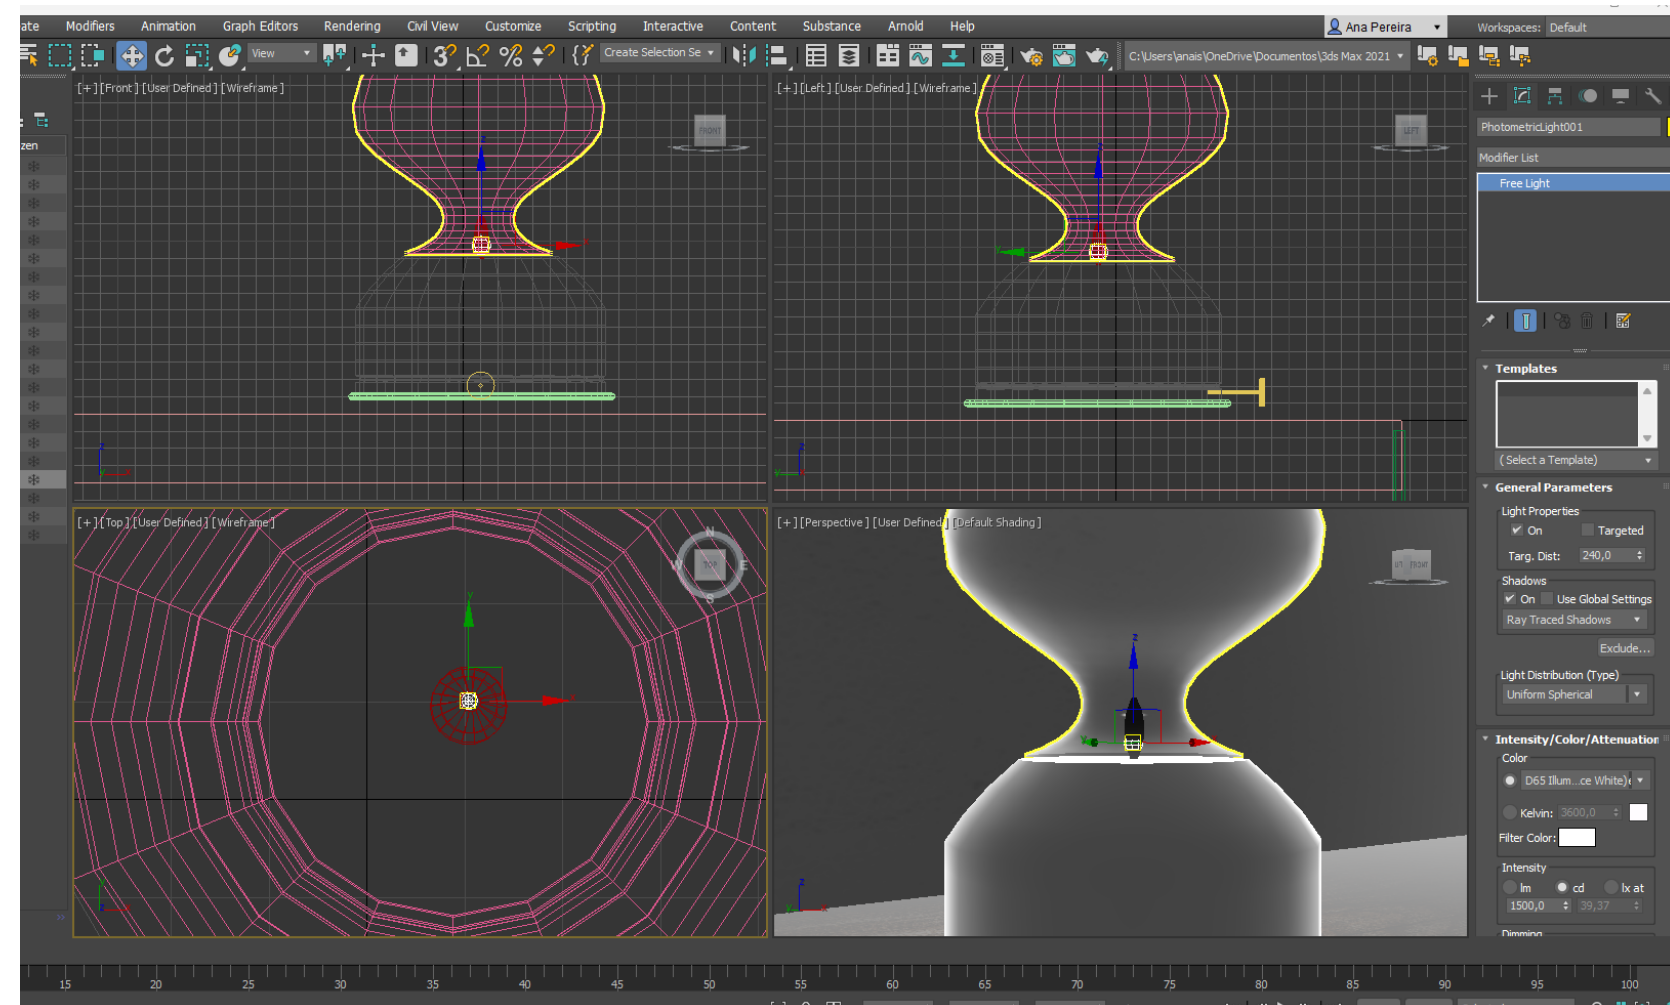 ate Modifiers Animation Graph Editors Rendering Civil View Customize Scripting Interactive Content Substance Arnold Help Ana Pereira Workspaces: Default
View 3 Create Selection Se C:\Users\anais\OneDrive\Documentos\3ds Max 2021
[+][Front][User Defined][Wireframe]
[+][Left][User Defined][Wireframe]
FRONT
LEFT
zen
PhotometricLight001
Modifier List
Free Light
Templates
(Select a Template)
General Parameters
Light Properties
On Targeted
Targ. Dist: 240,0
Shadows
On Use Global Settings
Ray Traced Shadows
Exclude...
Light Distribution (Type)
Uniform Spherical
Intensity/Color/Attenuation
Color
D65 Illum...ce White)
Kelvin: 3600,0
Filter Color:
Intensity
lm cd lx at
1500,0 39,37
Dimming
[+][Top][User Defined][Wireframe]
N
W TOP E
S
[+][Perspective][User Defined][Default Shading]
FRONT
z
x
y
15 20 25 30 35 40 45 50 55 60 65 70 75 80 85 90 95 100